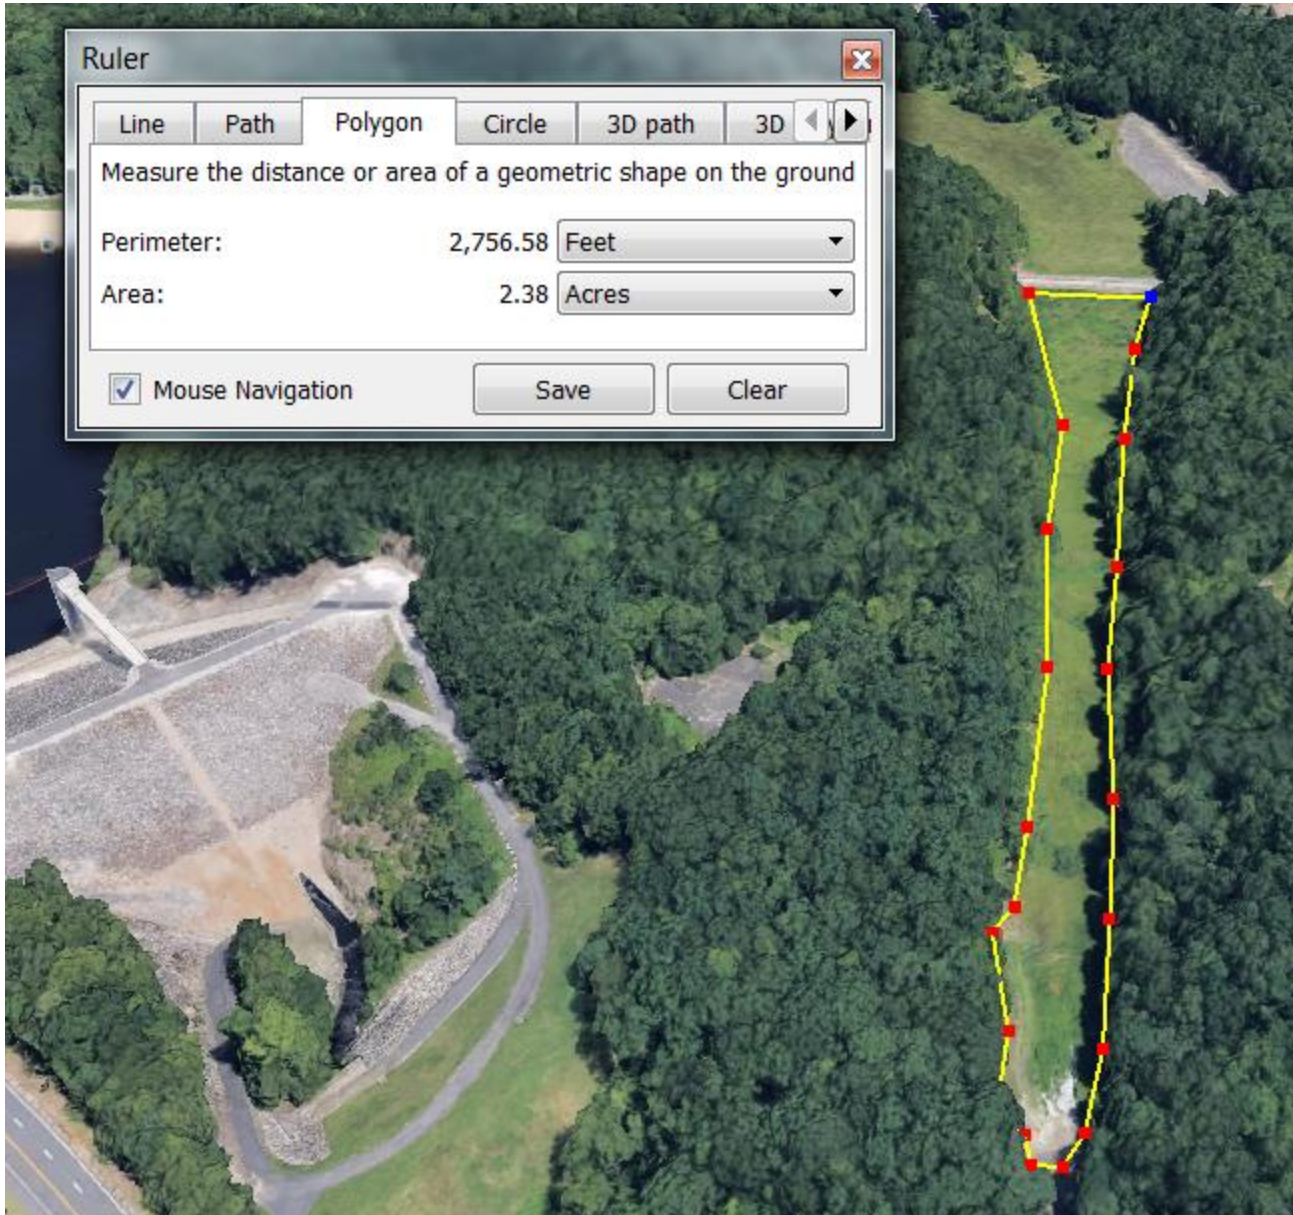 Ruler
Line Path Polygon Circle 3D path 3D
Measure the distance or area of a geometric shape on the ground
Perimeter: 2,756.58 Feet
Area: 2.38 Acres
Mouse Navigation Save Clear